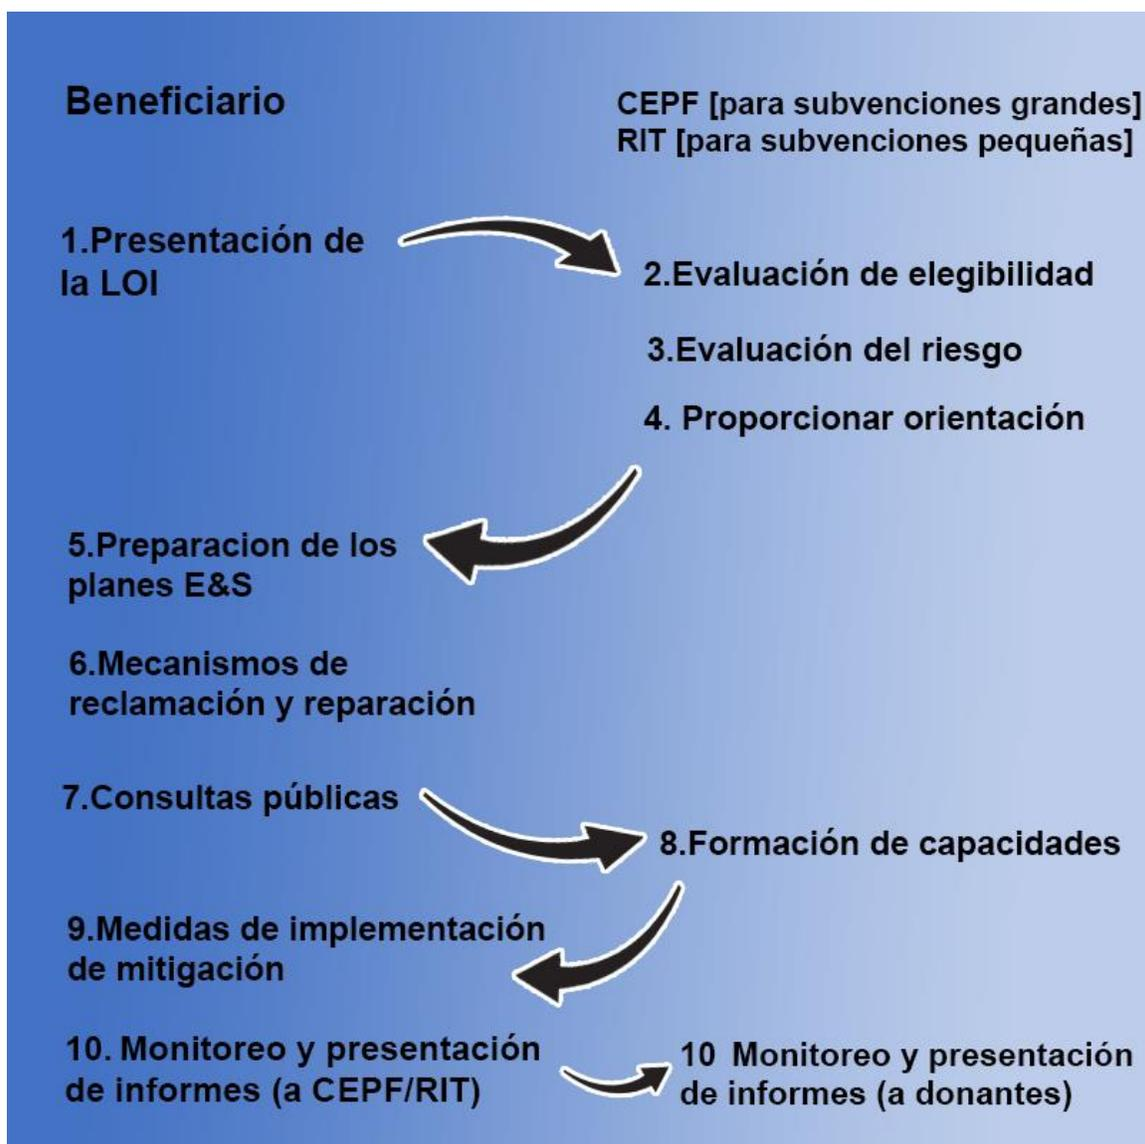 Beneficiario
CEPF [para subvenciones grandes]
RIT [para subvenciones pequeñas]
1.Presentación de
la LOI
2.Evaluación de elegibilidad
3.Evaluación del riesgo
4. Proporcionar orientación
5.Preparacion de los
planes E&S
6.Mecanismos de
reclamación y reparación
7.Consultas públicas
8.Formación de capacidades
9.Medidas de implementación
de mitigación
10. Monitoreo y presentación
de informes (a CEPF/RIT)
10 Monitoreo y presentación
de informes (a donantes)